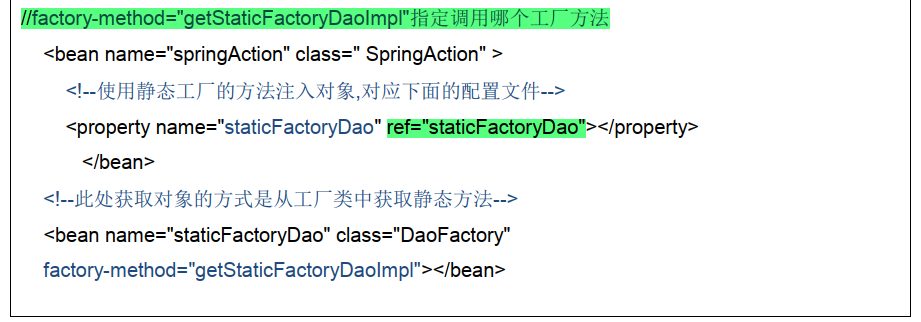 //factory-method="getStaticFactoryDaoImpl"指定调用哪个工厂方法
<bean name="springAction" class=" SpringAction" >
<!--使用静态工厂的方法注入对象,对应下面的配置文件-->
<property name="staticFactoryDao" ref="staticFactoryDao"></property>
</bean>
<!--此处获取对象的方式是从工厂类中获取静态方法-->
<bean name="staticFactoryDao" class="DaoFactory"
factory-method="getStaticFactoryDaoImpl"></bean>